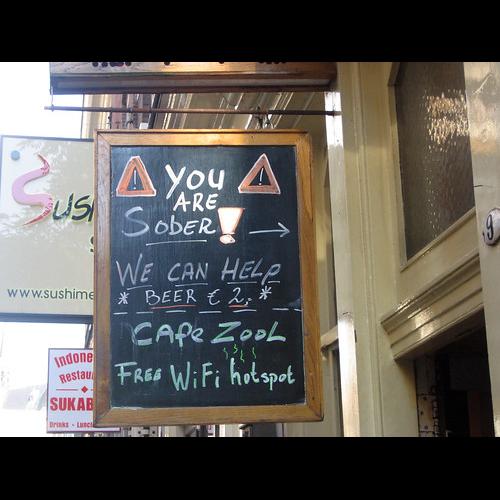 YOU
ARE
SOBER!
WE CAN HELP
* BEER € 2,- *
CAFe ZOOL
FREE WiFi hotspot
SUSHI
www.sushime
Indone
Restau
SUKAB
Drinks - Lunc
9